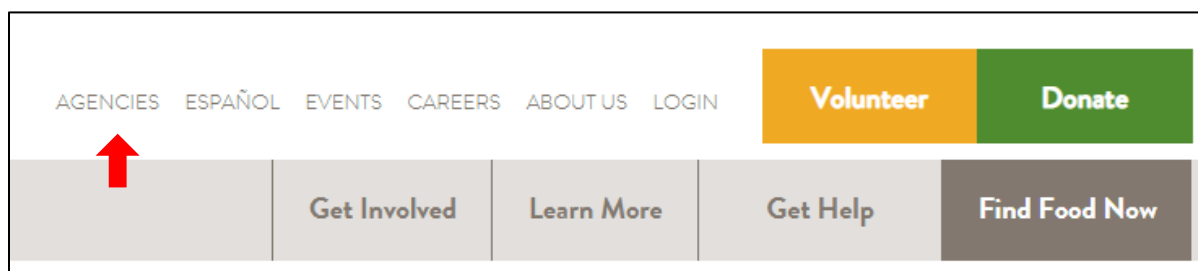 AGENCIES ESPAÑOL EVENTS CAREERS ABOUT US LOGIN Volunteer Donate
Get Involved Learn More Get Help Find Food Now